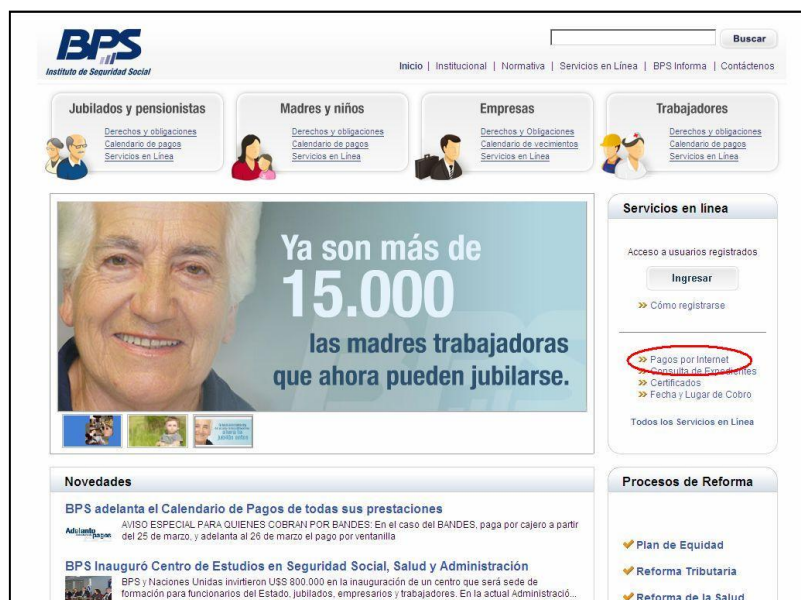 BPS
Instituto de Seguridad Social
Buscar
Inicio | Institucional | Normativa | Servicios en Línea | BPS Informa | Contáctenos
Jubilados y pensionistas
Derechos y obligaciones
Calendario de pagos
Servicios en Línea
Madres y niños
Derechos y obligaciones
Calendario de pagos
Servicios en Línea
Empresas
Derechos y Obligaciones
Calendario de vecimientos
Servicios en Línea
Trabajadores
Derechos y obligaciones
Calendario de pagos
Servicios en Línea
Ya son más de
15.000
las madres trabajadoras
que ahora pueden jubilarse.
Servicios en línea
Acceso a usuarios registrados
Ingresar
» Cómo registrarse
» Pagos por Internet
» Consulta de Expedientes
» Certificados
» Fecha y Lugar de Cobro
Todos los Servicios en Línea
Novedades
BPS adelanta el Calendario de Pagos de todas sus prestaciones
Adelanto
pagos
AVISO ESPECIAL PARA QUIENES COBRAN POR BANDES: En el caso del BANDES, paga por cajero a partir
del 25 de marzo, y adelanta al 26 de marzo el pago por ventanilla
BPS Inauguró Centro de Estudios en Seguridad Social, Salud y Administración
BPS y Naciones Unidas invirtieron U$S 800.000 en la inauguración de un centro que será sede de
formación para funcionarios del Estado, jubilados, empresarios y trabajadores. En la actual Administració...
Procesos de Reforma
Plan de Equidad
Reforma Tributaria
Reforma de la Salud